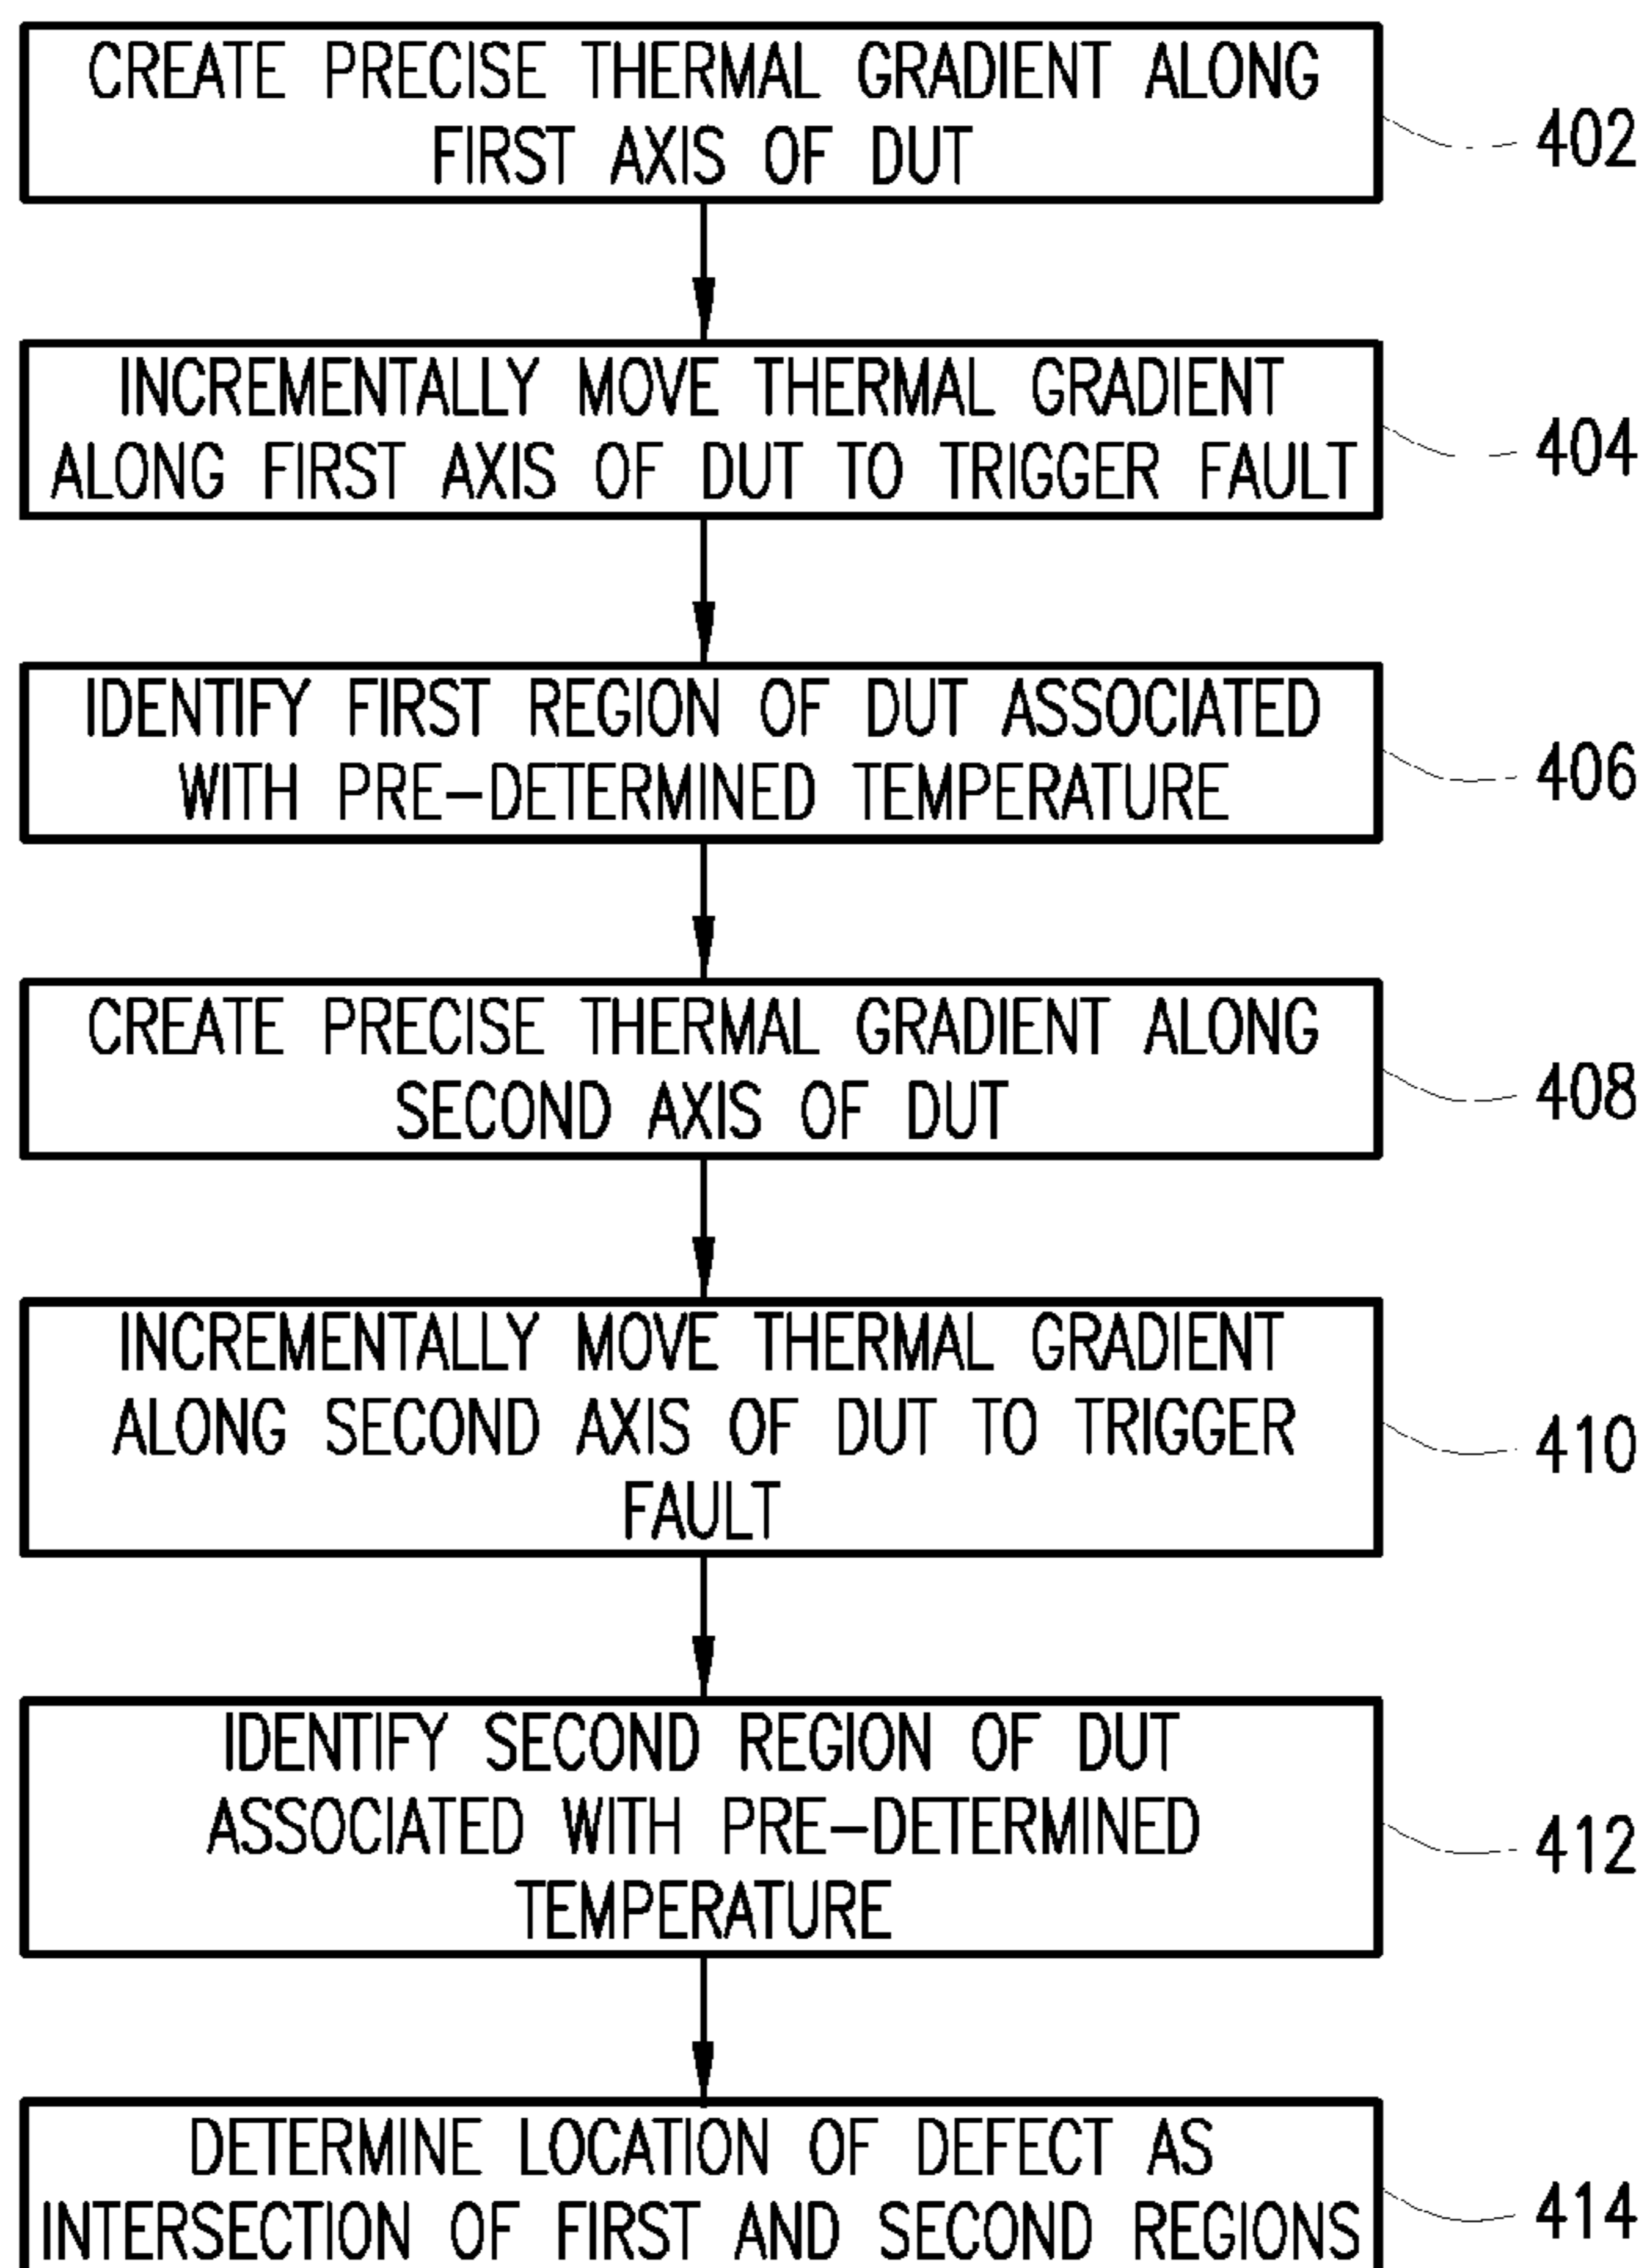 CREATE PRECISE THERMAL GRADIENT ALONG
FIRST AXIS OF DUT
402
INCREMENTALLY MOVE THERMAL GRADIENT
ALONG FIRST AXIS OF DUT TO TRIGGER FAULT
404
IDENTIFY FIRST REGION OF DUT ASSOCIATED
WITH PRE-DETERMINED TEMPERATURE
406
CREATE PRECISE THERMAL GRADIENT ALONG
SECOND AXIS OF DUT
408
INCREMENTALLY MOVE THERMAL GRADIENT
ALONG SECOND AXIS OF DUT TO TRIGGER
FAULT
410
IDENTIFY SECOND REGION OF DUT
ASSOCIATED WITH PRE-DETERMINED
TEMPERATURE
412
DETERMINE LOCATION OF DEFECT AS
INTERSECTION OF FIRST AND SECOND REGIONS
414